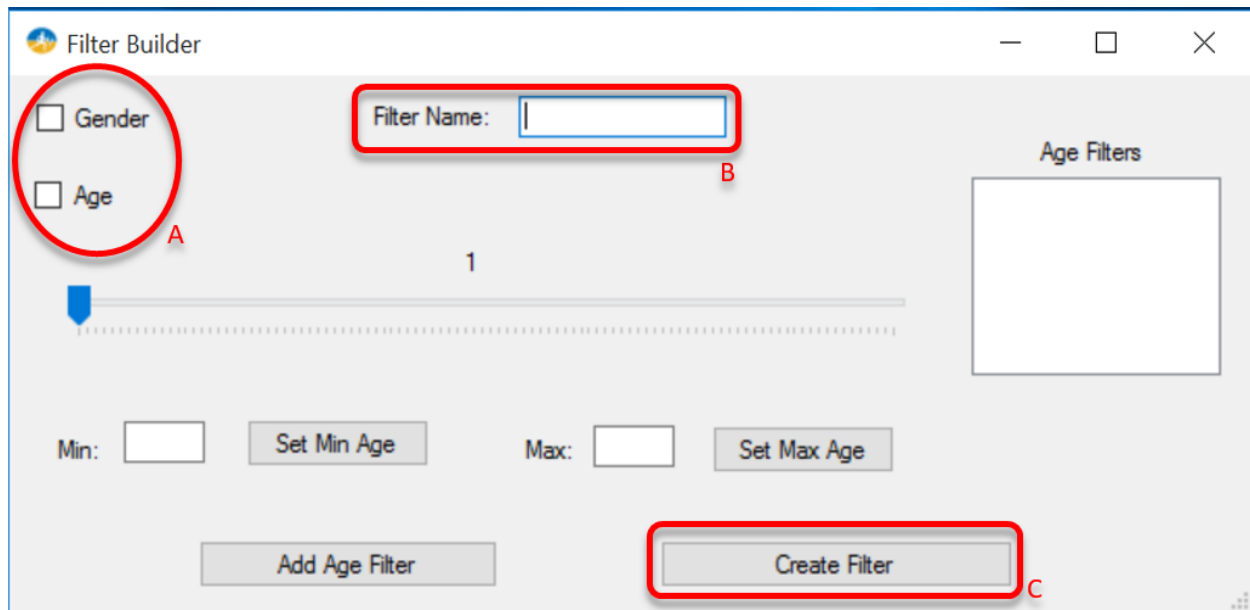 Filter Builder
Gender
Filter Name:
B
Age Filters
Age
A
1
Min:
Set Min Age
Max:
Set Max Age
Add Age Filter
Create Filter
C